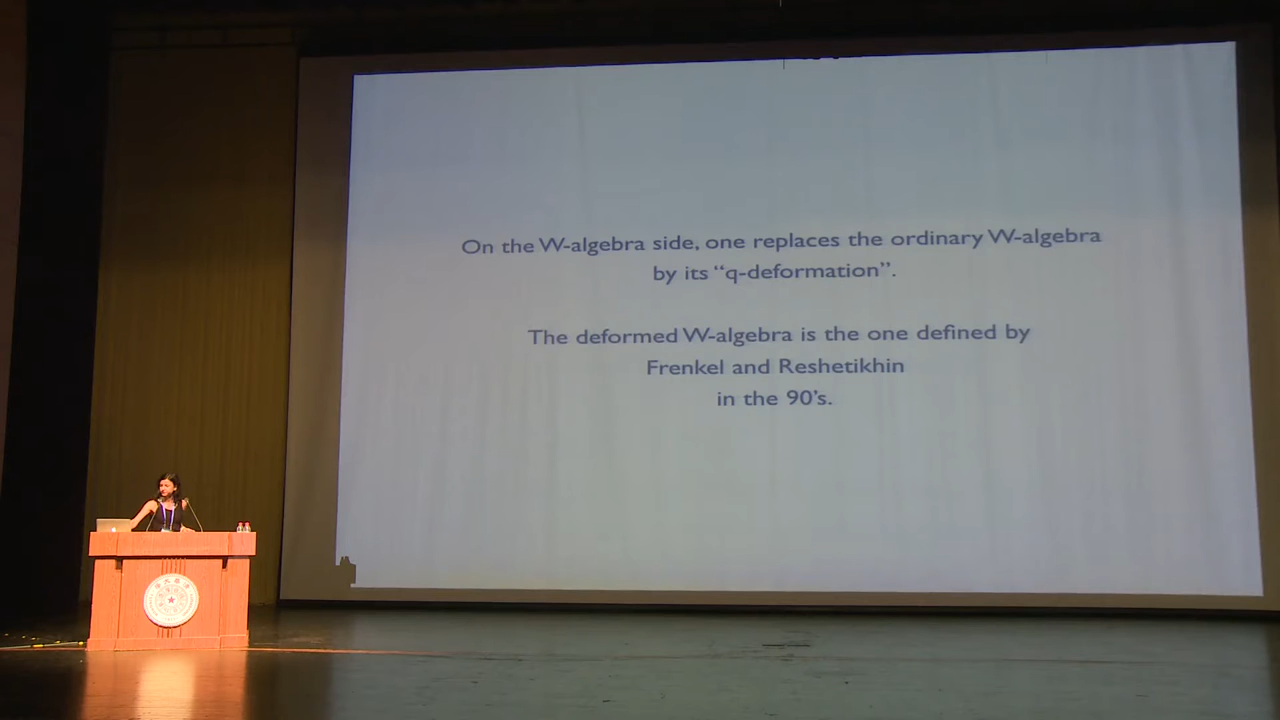 On the W-algebra side, one replaces the ordinary W-algebra
by its “q-deformation”.
The deformed W-algebra is the one defined by
Frenkel and Reshetikhin
in the 90’s.